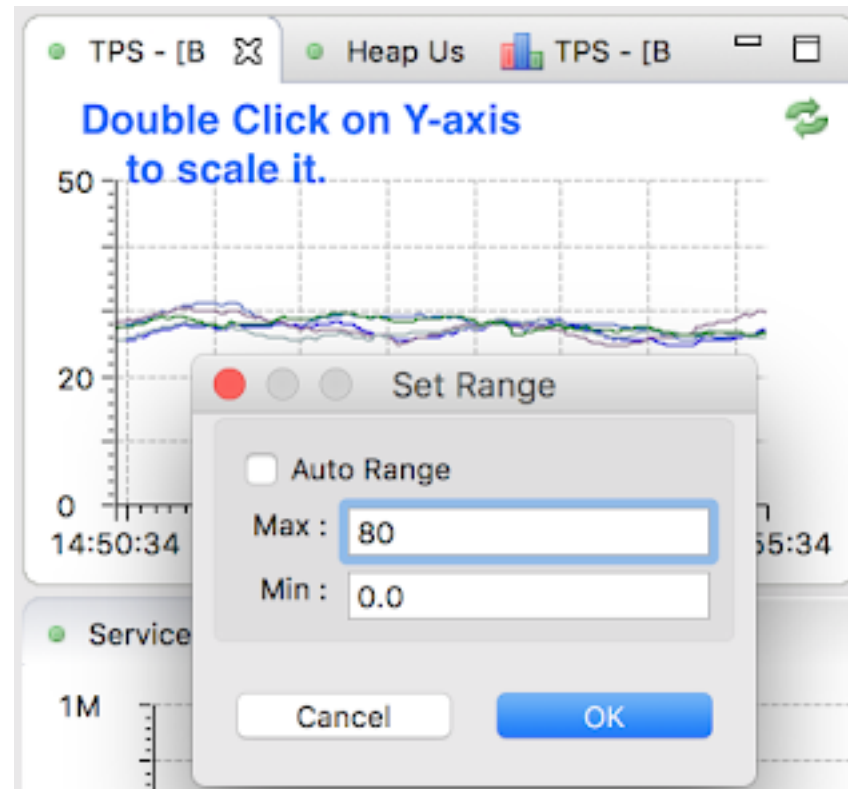 TPS - [B Heap Us TPS - [B
Double Click on Y-axis
to scale it.
50
20
0
14:50:34 55:34
Set Range
Auto Range
Max : 80
Min : 0.0
Cancel OK
Service
1M